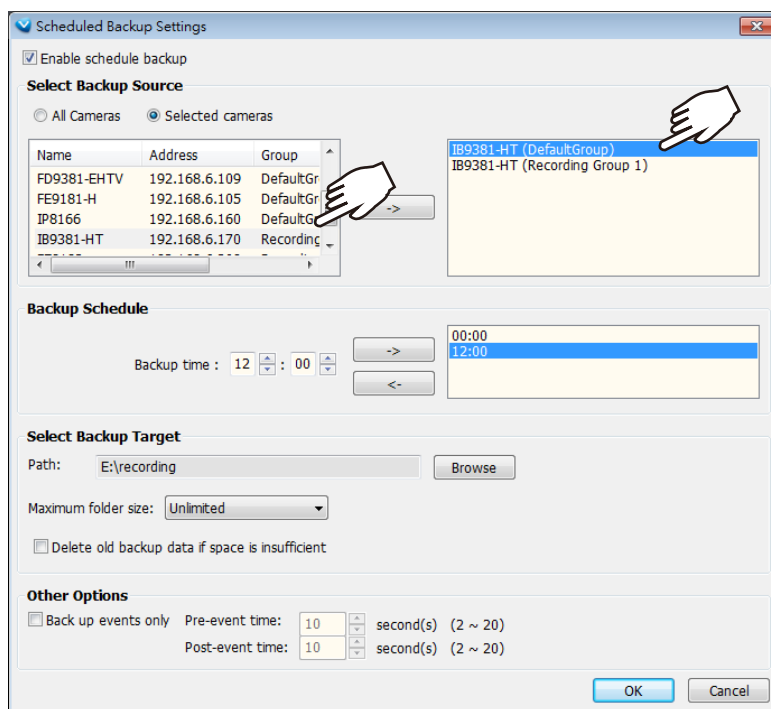 Scheduled Backup Settings
Enable schedule backup
Select Backup Source
All Cameras Selected cameras
Name Address Group
FD9381-EHTV 192.168.6.109 DefaultGr
FE9181-H 192.168.6.105 DefaultGr
IP8166 192.168.6.160 DefaultG
IB9381-HT 192.168.6.170 Recording
->
IB9381-HT (DefaultGroup)
IB9381-HT (Recording Group 1)
Backup Schedule
Backup time : 12 : 00
->
<-
00:00
12:00
Select Backup Target
Path: E:\recording Browse
Maximum folder size: Unlimited
Delete old backup data if space is insufficient
Other Options
Back up events only Pre-event time: 10 second(s) (2 ~ 20)
Post-event time: 10 second(s) (2 ~ 20)
OK Cancel